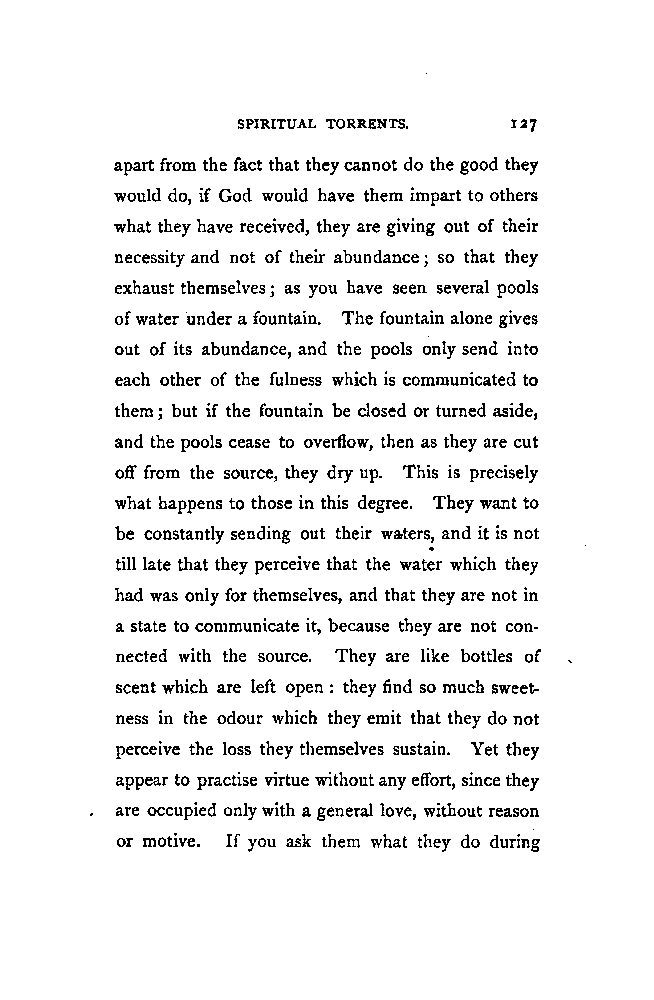 SPIRITUAL TORRENTS. 127
apart from the fact that they cannot do the good they
would do, if God would have them impart to others
what they have received, they are giving out of their
necessity and not of their abundance; so that they
exhaust themselves; as you have seen several pools
of water under a fountain. The fountain alone gives
out of its abundance, and the pools only send into
each other of the fulness which is communicated to
them; but if the fountain be closed or turned aside,
and the pools cease to overflow, then as they are cut
off from the source, they dry up. This is precisely
what happens to those in this degree. They want to
be constantly sending out their waters, and it is not
till late that they perceive that the water which they
had was only for themselves, and that they are not in
a state to communicate it, because they are not con-
nected with the source. They are like bottles of
scent which are left open : they find so much sweet-
ness in the odour which they emit that they do not
perceive the loss they themselves sustain. Yet they
appear to practise virtue without any effort, since they
are occupied only with a general love, without reason
or motive. If you ask them what they do during